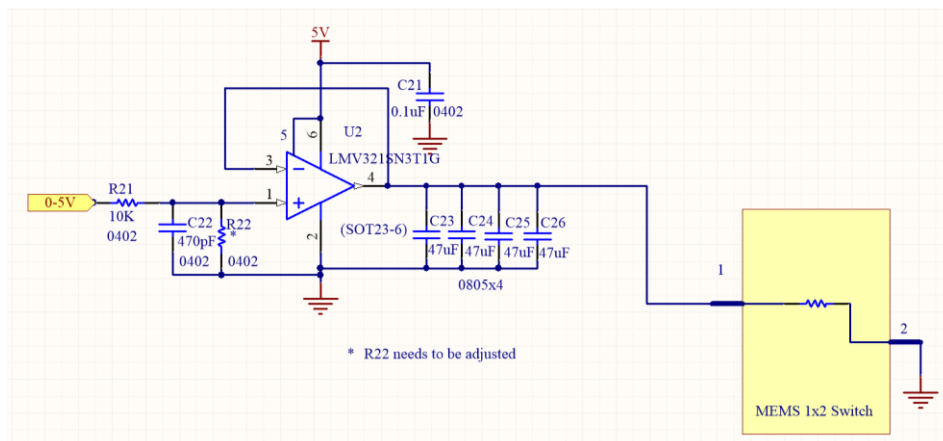 5V
C21
0.1uF 0402
5
6
U2
LMV321SN3T1G
3
4
1
2
0-5V
R21
10K
0402
C22
470pF
0402
R22
*
0402
(SOT23-6)
C23
47uF
C24
47uF
C25
47uF
C26
47uF
0805x4
1
2
* R22 needs to be adjusted
MEMS 1x2 Switch